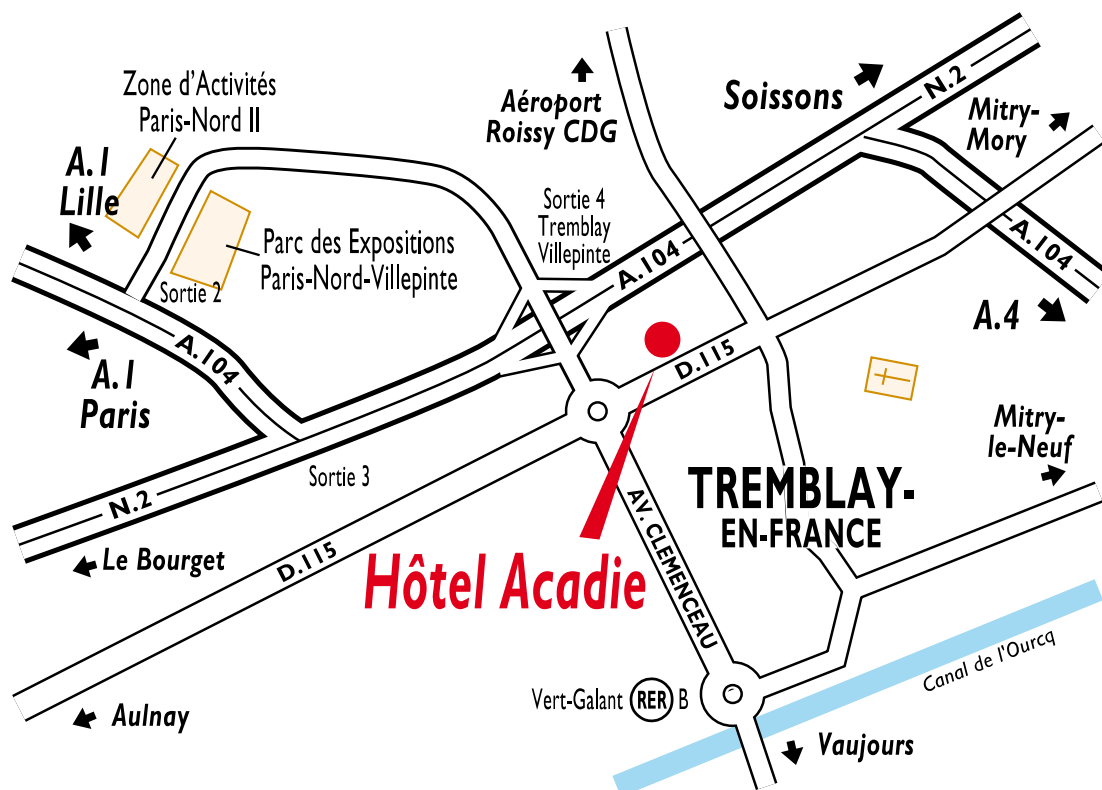 Zone d'Activités
Paris-Nord II
A.1
Lille
Aéroport
Roissy CDG
Soissons
N.2
Mitry-
Mory
Sortie 4
Tremblay
Villepinte
Parc des Expositions
Paris-Nord-Villepinte
Sortie 2
A.104
A.104
A.4
A.1
Paris
A.104
D.115
Mitry-
le-Neuf
Sortie 3
N.2
TREMBLAY-
EN-FRANCE
AV. CLEMENCEAU
Le Bourget
D.115
Hôtel Acadie
Canal de l'Ourcq
Vert-Galant RER B
Aulnay
Vaujours